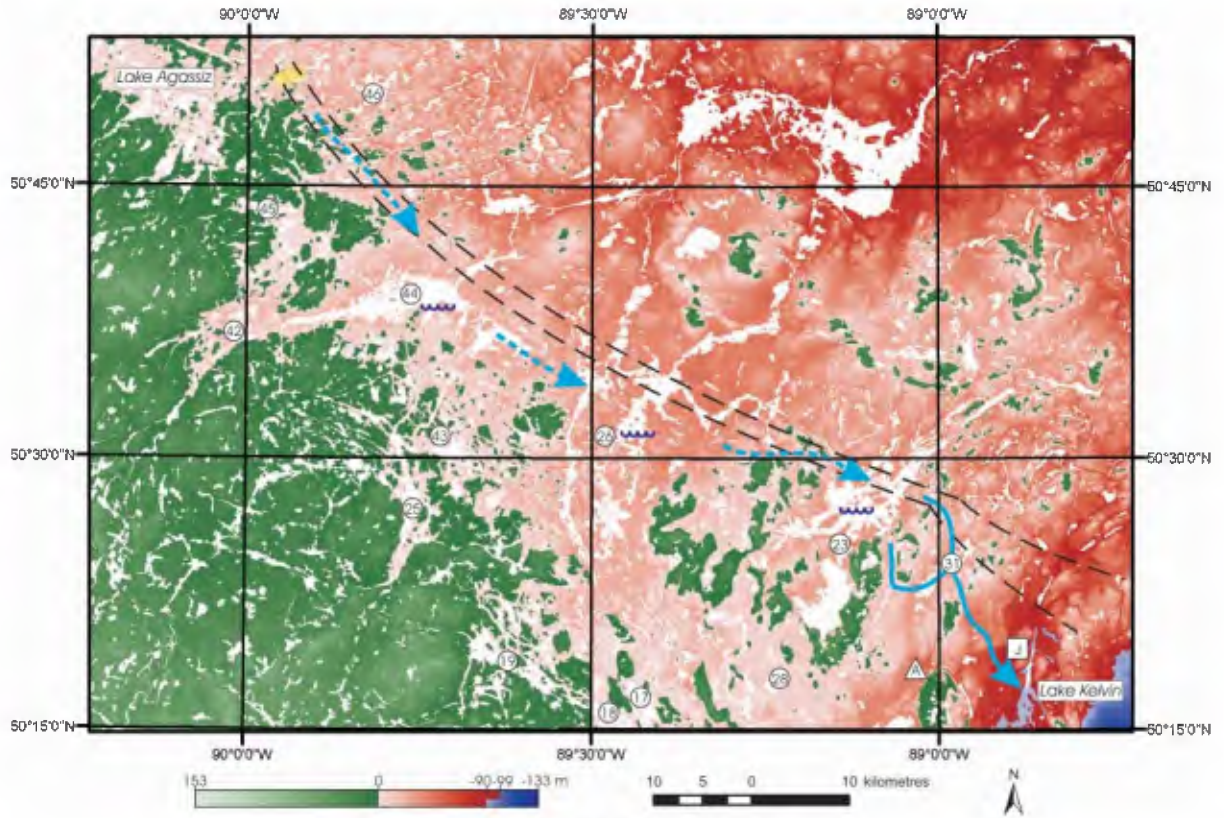 90°0'0"W 89°30'0"W 89°0'0"W
Lake Agassiz
46
50°45'0"N 50°45'0"N
45
44
42
26
43
50°30'0"N 50°30'0"N
25
23
31
19
J
A
28
Lake Kelvin
17
18
50°15'0"N 50°15'0"N
90°0'0"W 89°30'0"W 89°0'0"W
153 0 -90-99 -133 m
10 5 0 10 kilometres
N